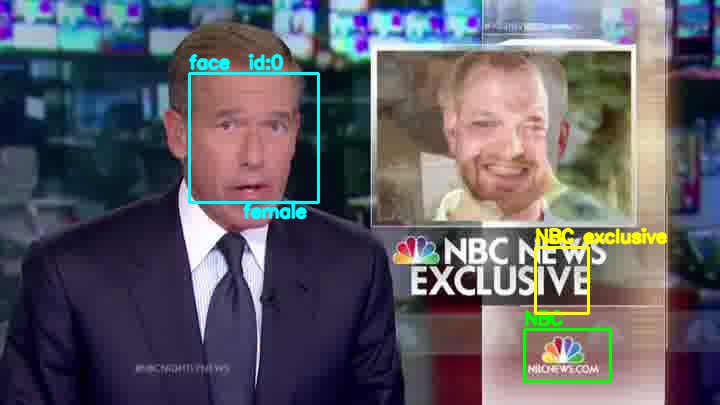 face id:0
female
#NBCNIGHTLYNEWS
NBC NEWS
EXCLUSIVE
NBC exclusive
NBC
NBCNEWS.COM